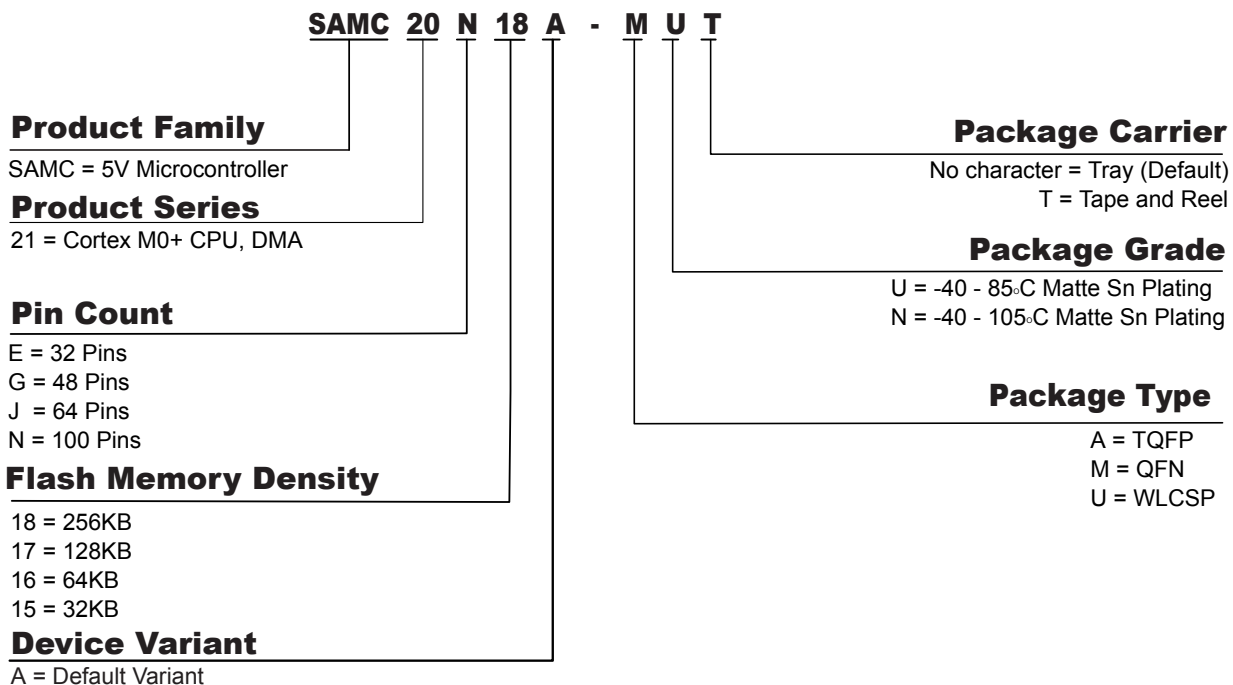 SAMC 20 N 18 A - M U T
Product Family
SAMC = 5V Microcontroller
Product Series
21 = Cortex M0+ CPU, DMA
Pin Count
E = 32 Pins
G = 48 Pins
J = 64 Pins
N = 100 Pins
Flash Memory Density
18 = 256KB
17 = 128KB
16 = 64KB
15 = 32KB
Device Variant
A = Default Variant
Package Carrier
No character = Tray (Default)
T = Tape and Reel
Package Grade
U = -40 - 85°C Matte Sn Plating
N = -40 - 105°C Matte Sn Plating
Package Type
A = TQFP
M = QFN
U = WLCSP